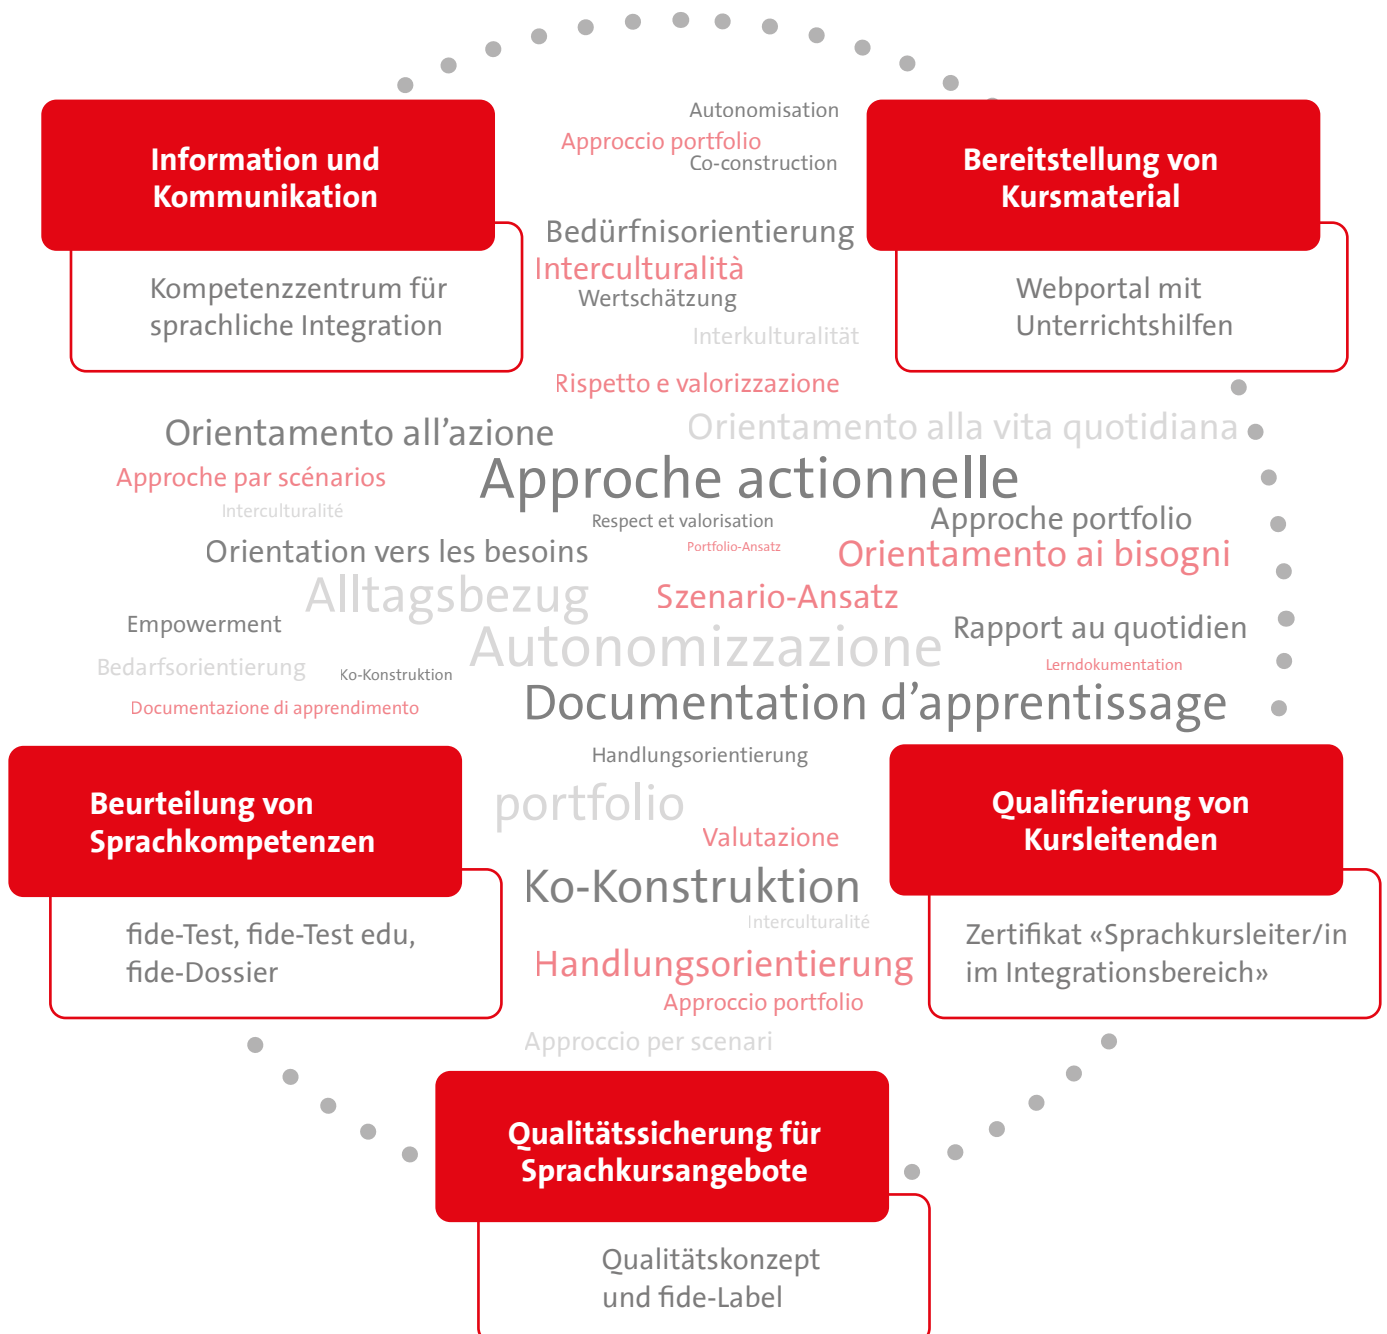 Autonomisation
Approccio portfolio
Co-construction
Information und
Kommunikation
Bereitstellung von
Kursmaterial
Bedürfnisorientierung
Interculturalità
Wertschätzung
Interkulturalität
Kompetenzzentrum für
sprachliche Integration
Webportal mit
Unterrichtshilfen
Rispetto e valorizzazione
Orientamento all’azione
Orientamento alla vita quotidiana
Approche par scénarios
Approche actionnelle
Interculturalité
Respect et valorisation
Approche portfolio
Orientation vers les besoins
Portfolio-Ansatz
Orientamento ai bisogni
Alltagsbezug
Szenario-Ansatz
Empowerment
Autonomizzazione
Rapport au quotidien
Bedarfsorientierung
Ko-Konstruktion
Lerndokumentation
Documentazione di apprendimento
Documentation d’apprentissage
Handlungsorientierung
Beurteilung von
Sprachkompetenzen
portfolio
Qualifizierung von
Kursleitenden
Valutazione
Ko-Konstruktion
Interculturalité
fide-Test, fide-Test edu,
fide-Dossier
Handlungsorientierung
Zertifikat «Sprachkursleiter/in
im Integrationsbereich»
Approccio portfolio
Approccio per scenari
Qualitätssicherung für
Sprachkursangebote
Qualitätskonzept
und fide-Label